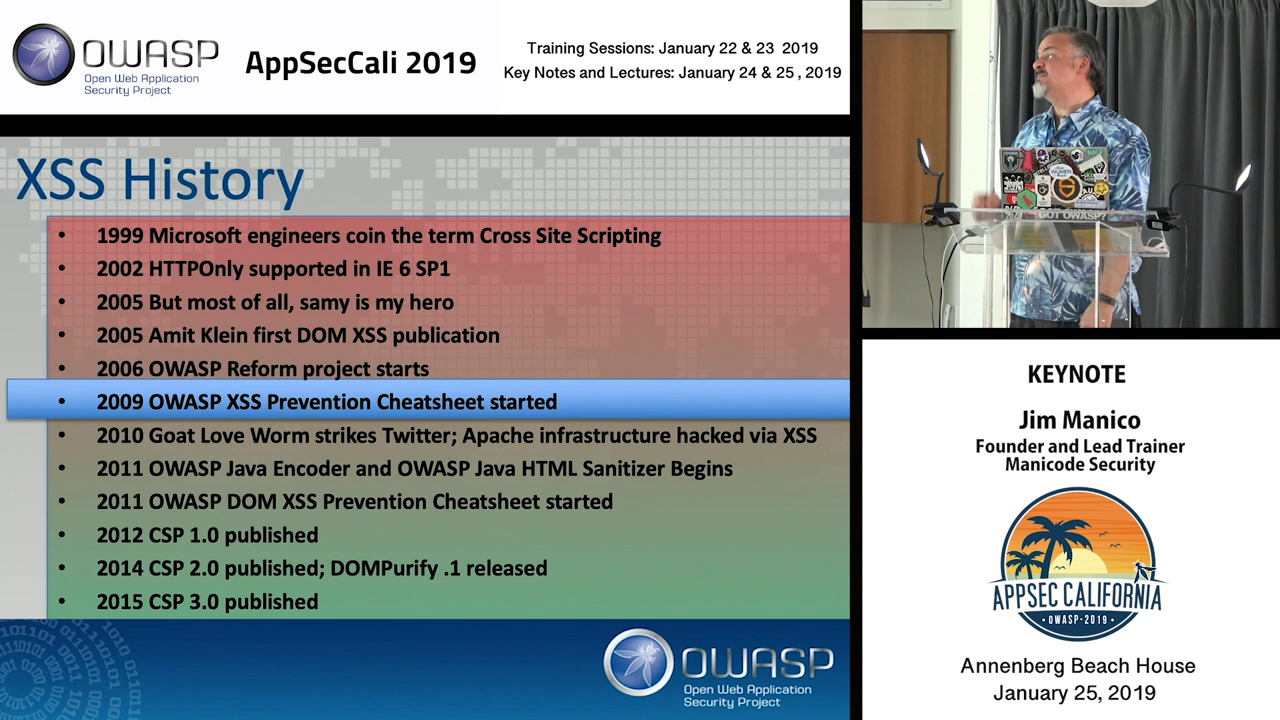 OWASP
Open Web Application
Security Project
AppSecCali 2019
Training Sessions: January 22 & 23 2019
Key Notes and Lectures: January 24 & 25 , 2019
XSS History
• 1999 Microsoft engineers coin the term Cross Site Scripting
• 2002 HTTPOnly supported in IE 6 SP1
• 2005 But most of all, samy is my hero
• 2005 Amit Klein first DOM XSS publication
• 2006 OWASP Reform project starts
• 2009 OWASP XSS Prevention Cheatsheet started
• 2010 Goat Love Worm strikes Twitter; Apache infrastructure hacked via XSS
• 2011 OWASP Java Encoder and OWASP Java HTML Sanitizer Begins
• 2011 OWASP DOM XSS Prevention Cheatsheet started
• 2012 CSP 1.0 published
• 2014 CSP 2.0 published; DOMPurify .1 released
• 2015 CSP 3.0 published
OWASP
Open Web Application
Security Project
WOMEN
GOT OWASP?
KEYNOTE
Jim Manico
Founder and Lead Trainer
Manicode Security
APPSEC CALIFORNIA
• OWASP-2019 •
Annenberg Beach House
January 25, 2019